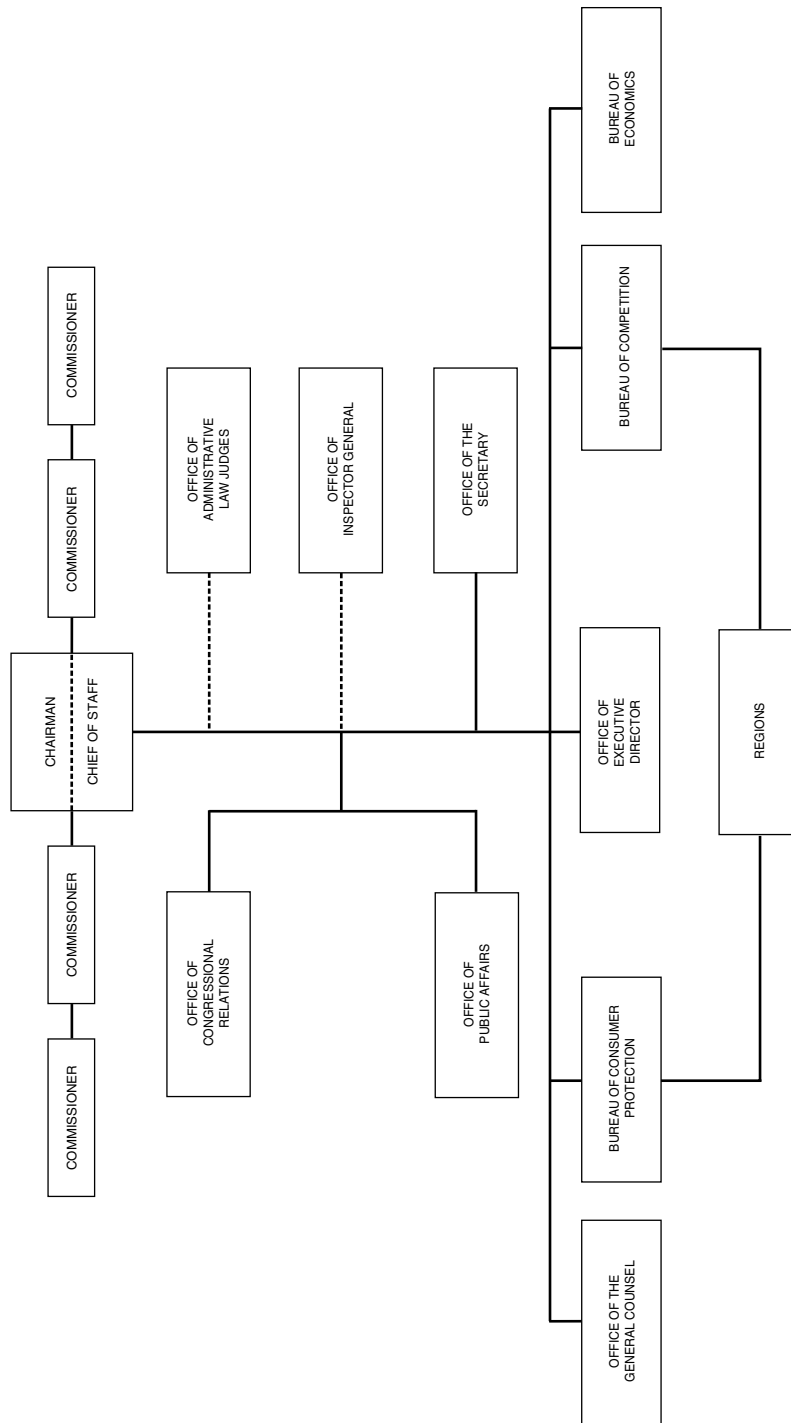 COMMISSIONER
COMMISSIONER
CHAIRMAN
CHIEF OF STAFF
COMMISSIONER
COMMISSIONER
OFFICE OF
CONGRESSIONAL
RELATIONS
OFFICE OF
ADMINISTRATIVE
LAW JUDGES
OFFICE OF
INSPECTOR GENERAL
OFFICE OF
PUBLIC AFFAIRS
OFFICE OF THE
SECRETARY
OFFICE OF THE
GENERAL COUNSEL
BUREAU OF CONSUMER
PROTECTION
OFFICE OF
EXECUTIVE
DIRECTOR
BUREAU OF COMPETITION
BUREAU OF
ECONOMICS
REGIONS